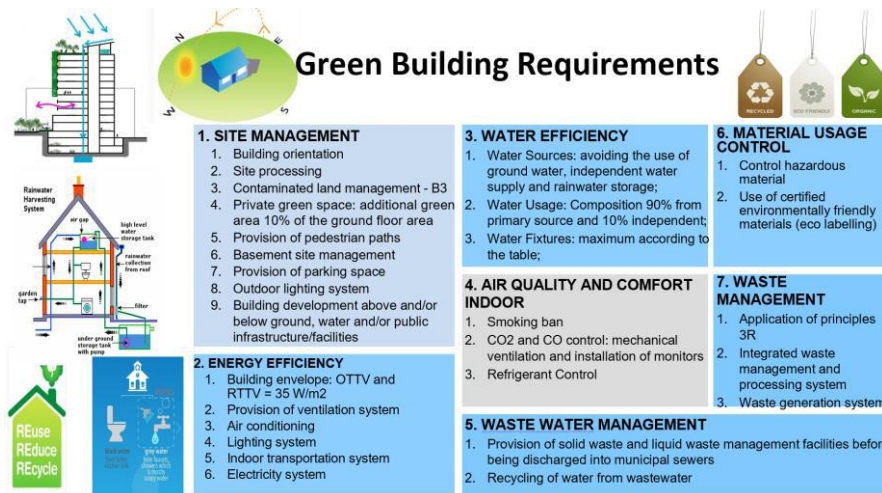 Green Building Requirements
N
E
W
S
RECYCLED
ECO FRIENDLY
ORGANIC
1. SITE MANAGEMENT
1. Building orientation
2. Site processing
3. Contaminated land management - B3
4. Private green space: additional green
area 10% of the ground floor area
5. Provision of pedestrian paths
6. Basement site management
7. Provision of parking space
8. Outdoor lighting system
9. Building development above and/or
below ground, water and/or public
infrastructure/facilities
2. ENERGY EFFICIENCY
1. Building envelope: OTTV and
RTTV = 35 W/m2
2. Provision of ventilation system
3. Air conditioning
4. Lighting system
5. Indoor transportation system
6. Electricity system
3. WATER EFFICIENCY
1. Water Sources: avoiding the use of
ground water, independent water
supply and rainwater storage;
2. Water Usage: Composition 90% from
primary source and 10% independent;
3. Water Fixtures: maximum according to
the table;
4. AIR QUALITY AND COMFORT
INDOOR
1. Smoking ban
2. CO2 and CO control: mechanical
ventilation and installation of monitors
3. Refrigerant Control
5. WASTE WATER MANAGEMENT
1. Provision of solid waste and liquid waste management facilities befor
being discharged into municipal sewers
2. Recycling of water from wastewater
6. MATERIAL USAGE
CONTROL
1. Control hazardous
material
2. Use of certified
environmentally friendly
materials (eco labelling)
7. WASTE
MANAGEMENT
1. Application of principles
3R
2. Integrated waste
management and
processing system
3. Waste generation system
Rainwater
Harvesting
System
air gap
high level
water
storage tank
rainwater
collection
from roof
garden
tap
filter
under ground
storage tank
with pump
REuse
REduce
REcycle
grey water